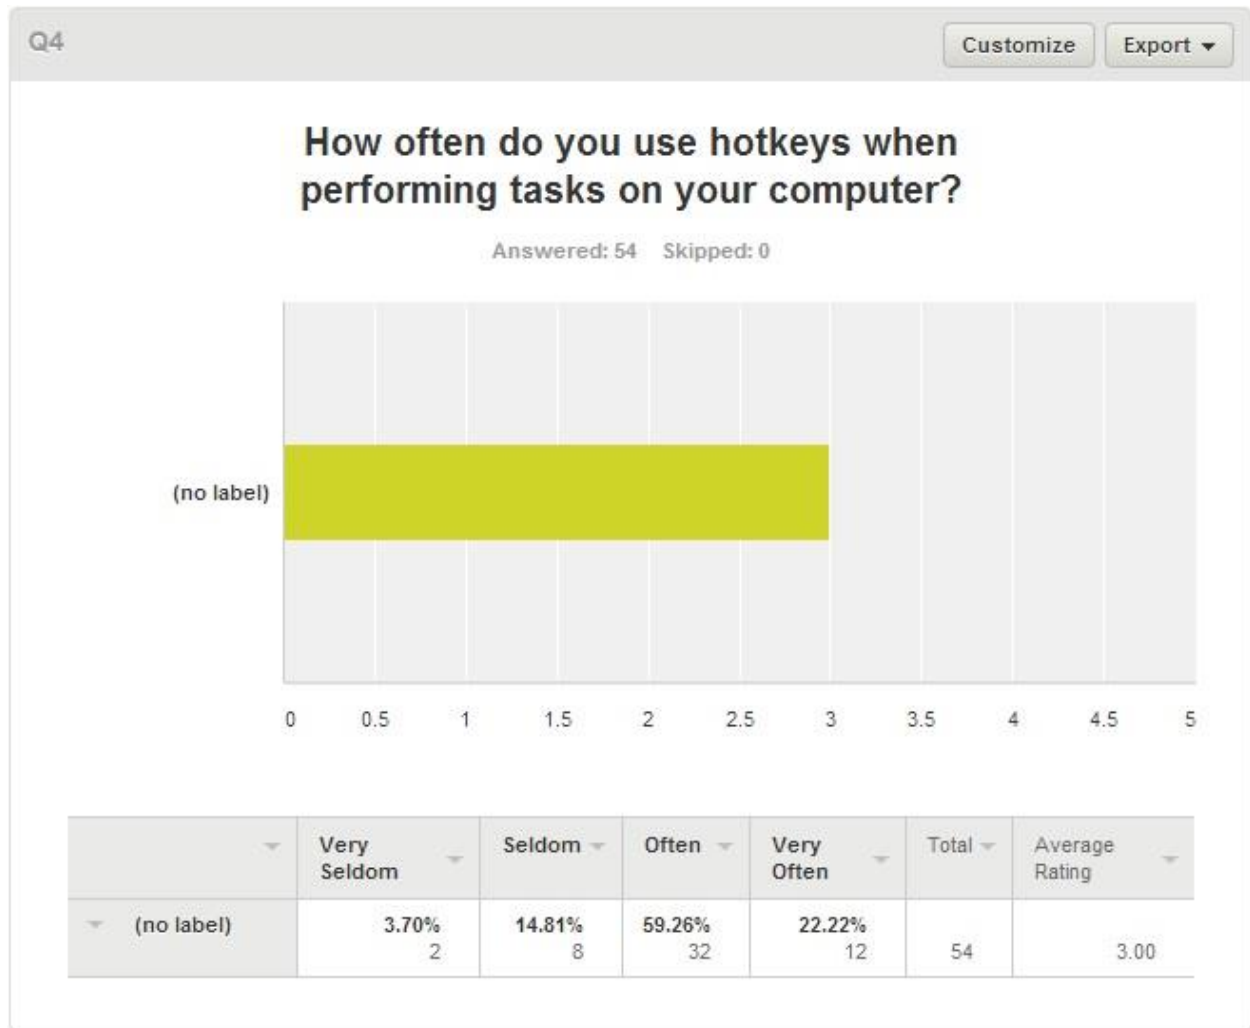 Q4
Customize
Export
How often do you use hotkeys when
performing tasks on your computer?
Answered: 54 Skipped: 0
(no label)
0 0.5 1 1.5 2 2.5 3 3.5 4 4.5 5
Very Seldom Seldom Often Very Often Total Average Rating
(no label) 3.70% 14.81% 59.26% 22.22%
2 8 32 12 54 3.00